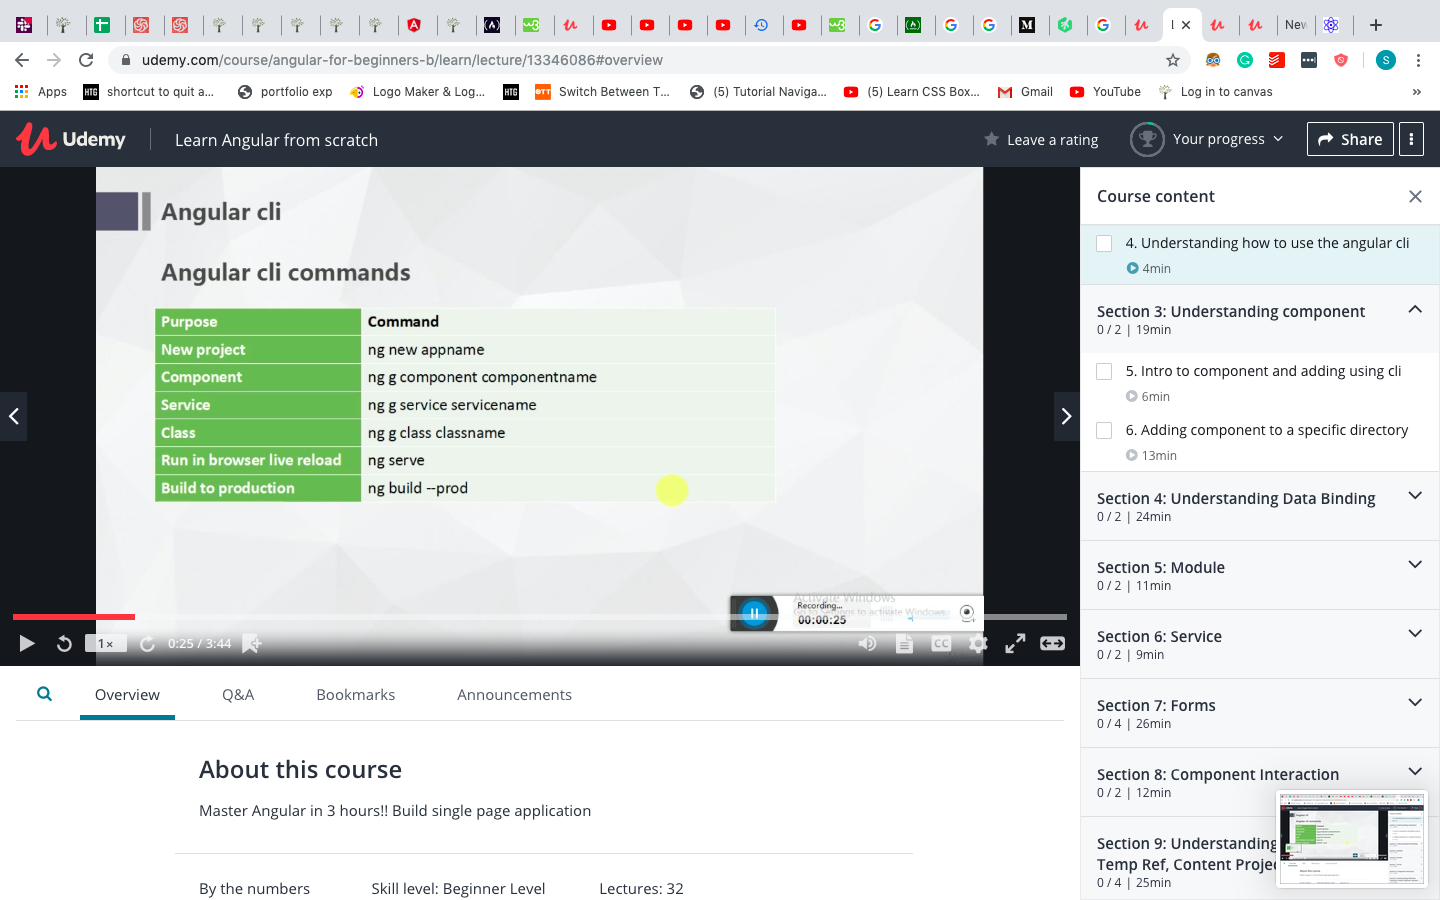 New
udemy.com/course/angular-for-beginners-b/learn/lecture/13346086#overview
S
Apps
HTG
shortcut to quit a...
portfolio exp
Logo Maker & Log...
HTG
Switch Between T...
(5) Tutorial Naviga...
(5) Learn CSS Box...
Gmail
YouTube
Log in to canvas
»
Udemy
Learn Angular from scratch
Leave a rating
Your progress
Share
Angular cli
Angular cli commands
Purpose Command
New project ng new appname
Component ng g component componentname
Service ng g service servicename
Class ng g class classname
Run in browser live reload ng serve
Build to production ng build --prod
Activate Windows
Go to Settings to activate Windows.
Recording...
00:00:25
1x
0:25 / 3:44
CC
Course content
4. Understanding how to use the angular cli
4min
Section 3: Understanding component
0 / 2 | 19min
5. Intro to component and adding using cli
6min
6. Adding component to a specific directory
13min
Section 4: Understanding Data Binding
0 / 2 | 24min
Section 5: Module
0 / 2 | 11min
Section 6: Service
0 / 2 | 9min
Section 7: Forms
0 / 4 | 26min
Section 8: Component Interaction
0 / 2 | 12min
Section 9: Understanding
Temp Ref, Content Projec
0 / 4 | 25min
Overview
Q&A
Bookmarks
Announcements
About this course
Master Angular in 3 hours!! Build single page application
By the numbers
Skill level: Beginner Level
Lectures: 32